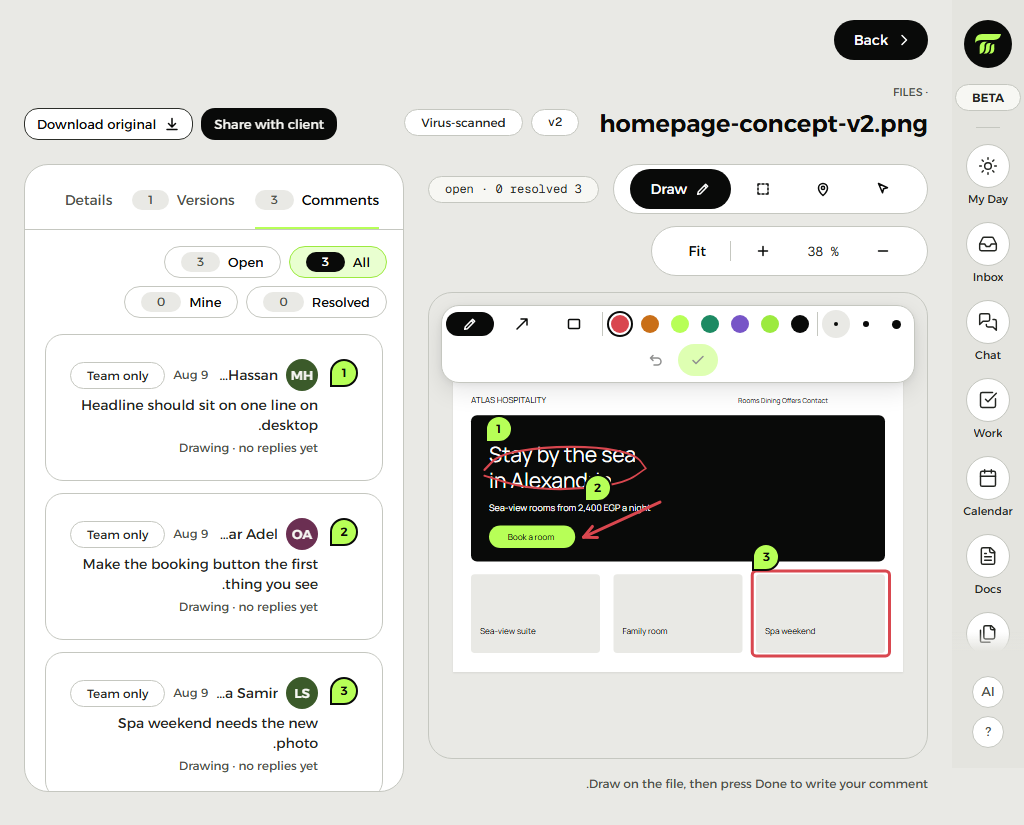 Back
FILES ·
homepage-concept-v2.png
v2
Virus-scanned
Share with client
Download original
BETA
My Day
Inbox
Chat
Work
Calendar
Docs
AI
?
Draw
open · 0 resolved 3
Fit
+
38 %
−
Comments 3
Versions 1
Details
All 3
Open 3
Resolved 0
Mine 0
1
MH
Hassan...
Aug 9
Team only
Headline should sit on one line on
desktop.
Drawing · no replies yet
2
OA
ar Adel...
Aug 9
Team only
Make the booking button the first
thing you see.
Drawing · no replies yet
3
LS
a Samir...
Aug 9
Team only
Spa weekend needs the new
photo.
Drawing · no replies yet
ATLAS HOSPITALITY
Rooms Dining Offers Contact
1
Stay by the sea
in Alexandria
2
Sea-view rooms from 2,400 EGP a night
Book a room
3
Sea-view suite
Family room
Spa weekend
Draw on the file, then press Done to write your comment.